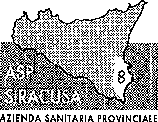 ASP
8
SIRACUSA
AZIENDA SANITARIA PROVINCIALE